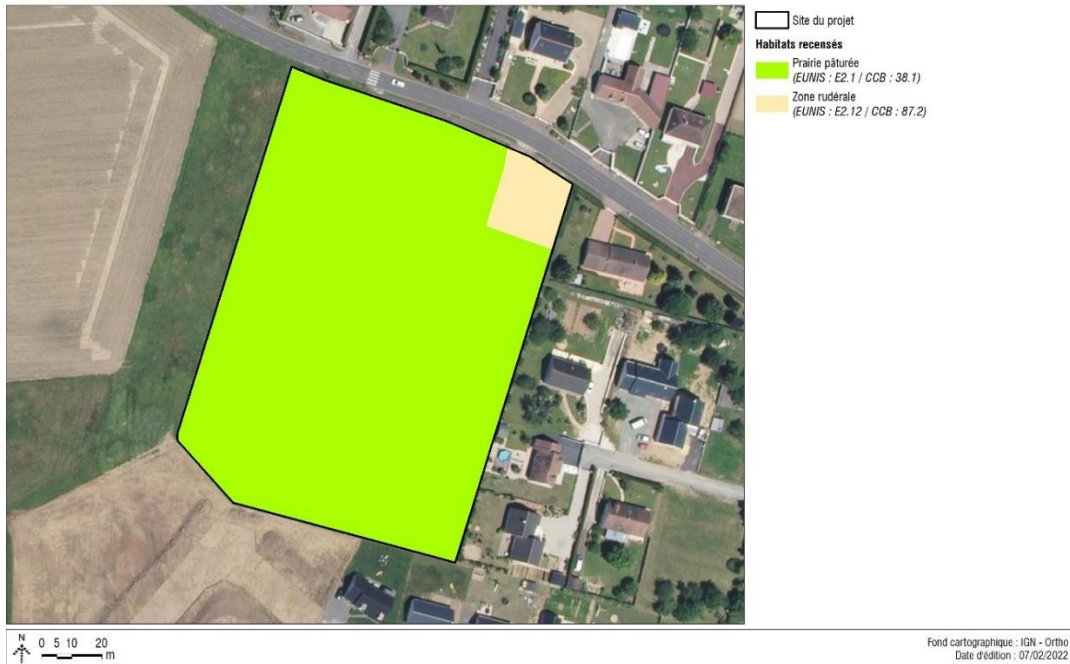 Site du projet
Habitats recensés
Prairie pâturée
(EUNIS : E2.1 / CCB : 38.1)
Zone rudérale
(EUNIS : E2.12 / CCB : 87.2)
N
0 5 10 20
m
Fond cartographique : IGN - Ortho
Date d'édition : 07/02/2022